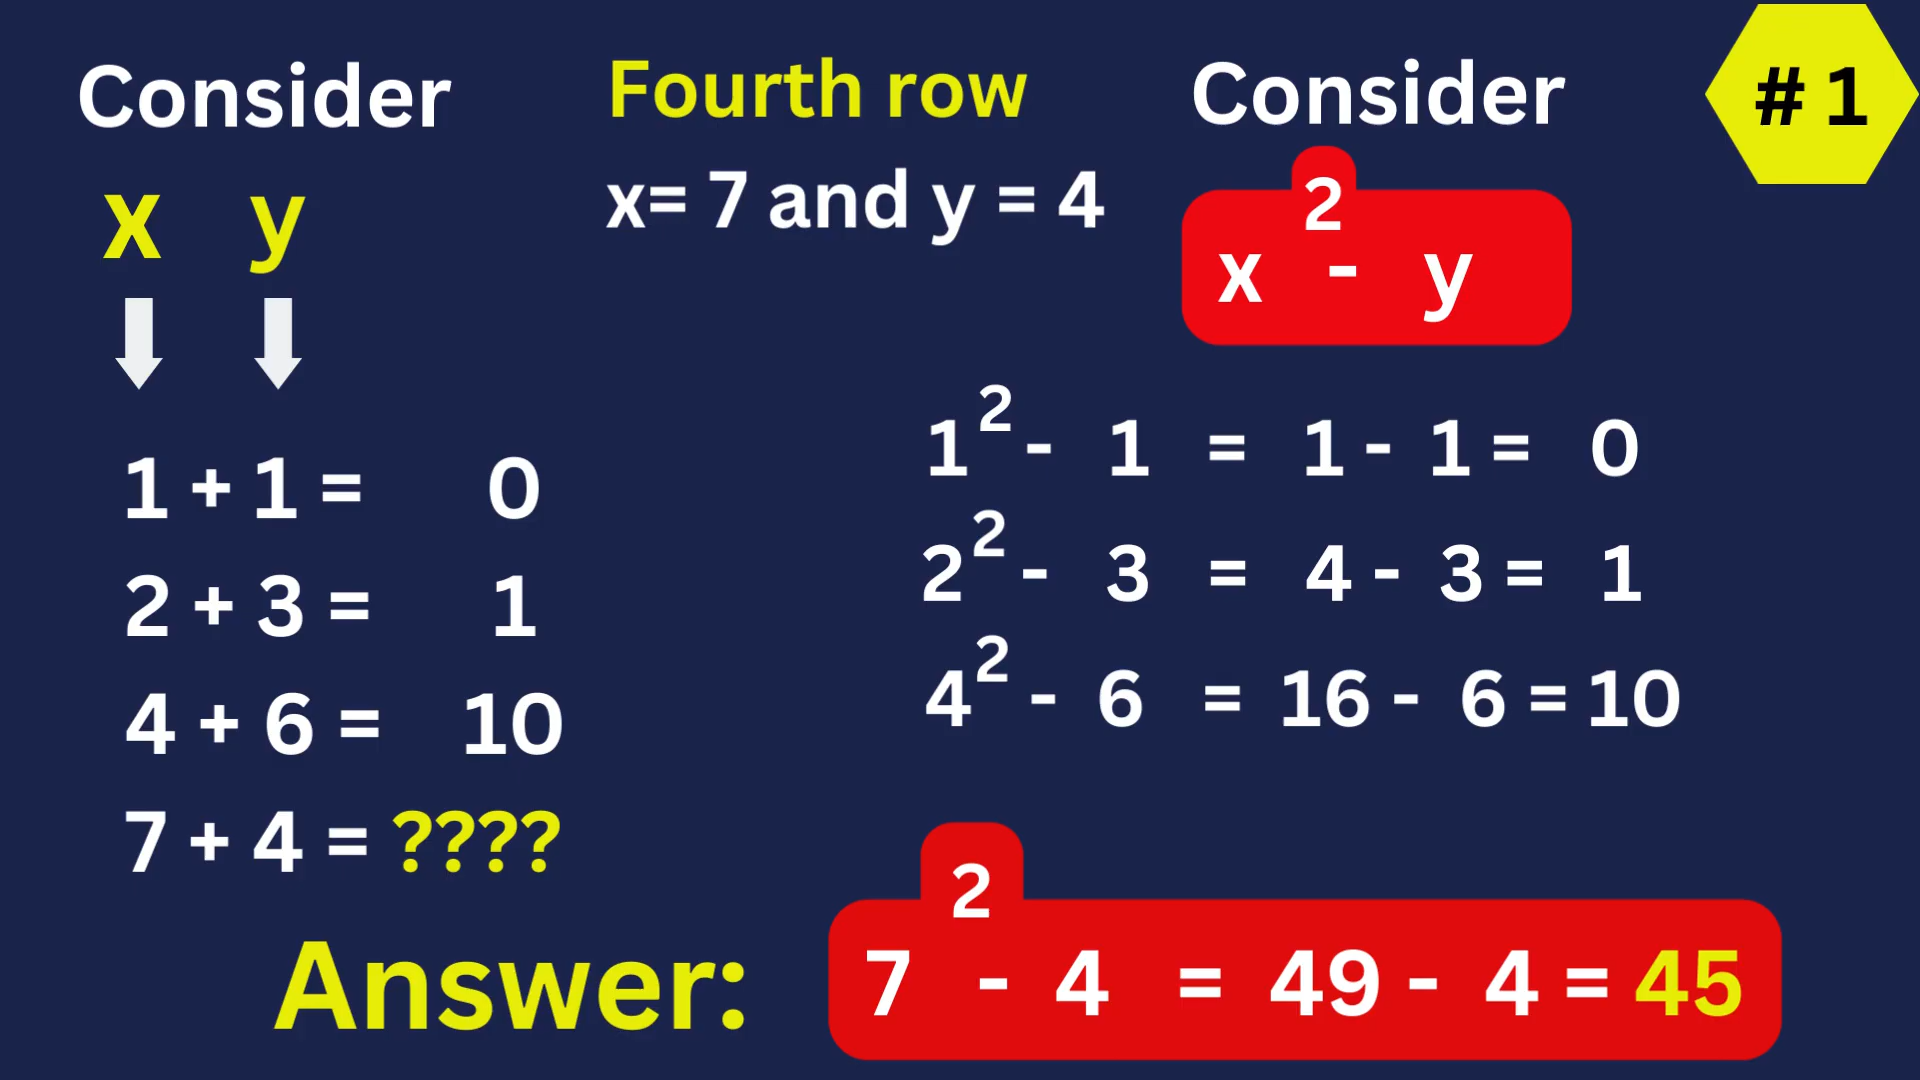 Consider
x y
1 + 1 = 0
2 + 3 = 1
4 + 6 = 10
7 + 4 = ????
Fourth row
x= 7 and y = 4
Consider
x² - y
# 1
1² - 1 = 1 - 1 = 0
2² - 3 = 4 - 3 = 1
4² - 6 = 16 - 6 = 10
Answer:
7² - 4 = 49 - 4 = 45